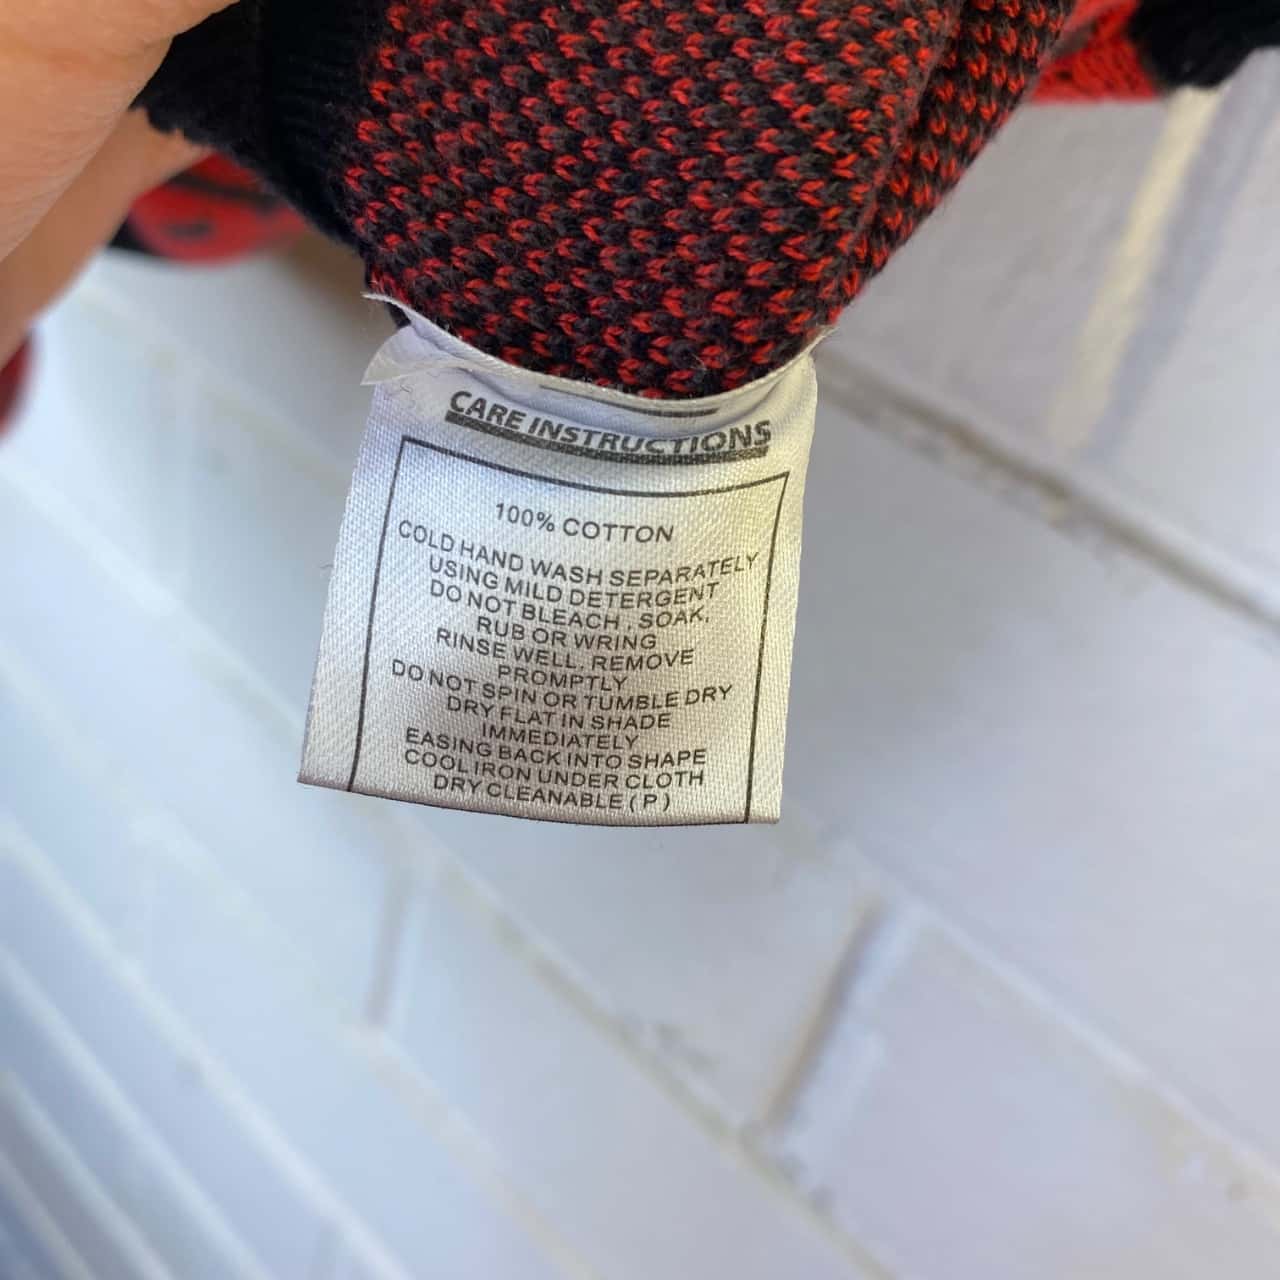 CARE INSTRUCTIONS
100% COTTON
COLD HAND WASH SEPARATELY
USING MILD DETERGENT
DO NOT BLEACH , SOAK,
RUB OR WRING
RINSE WELL. REMOVE
PROMPTLY
DO NOT SPIN OR TUMBLE DRY
DRY FLAT IN SHADE
IMMEDIATELY
EASING BACK INTO SHAPE
COOL IRON UNDER CLOTH
DRY CLEANABLE ( P )